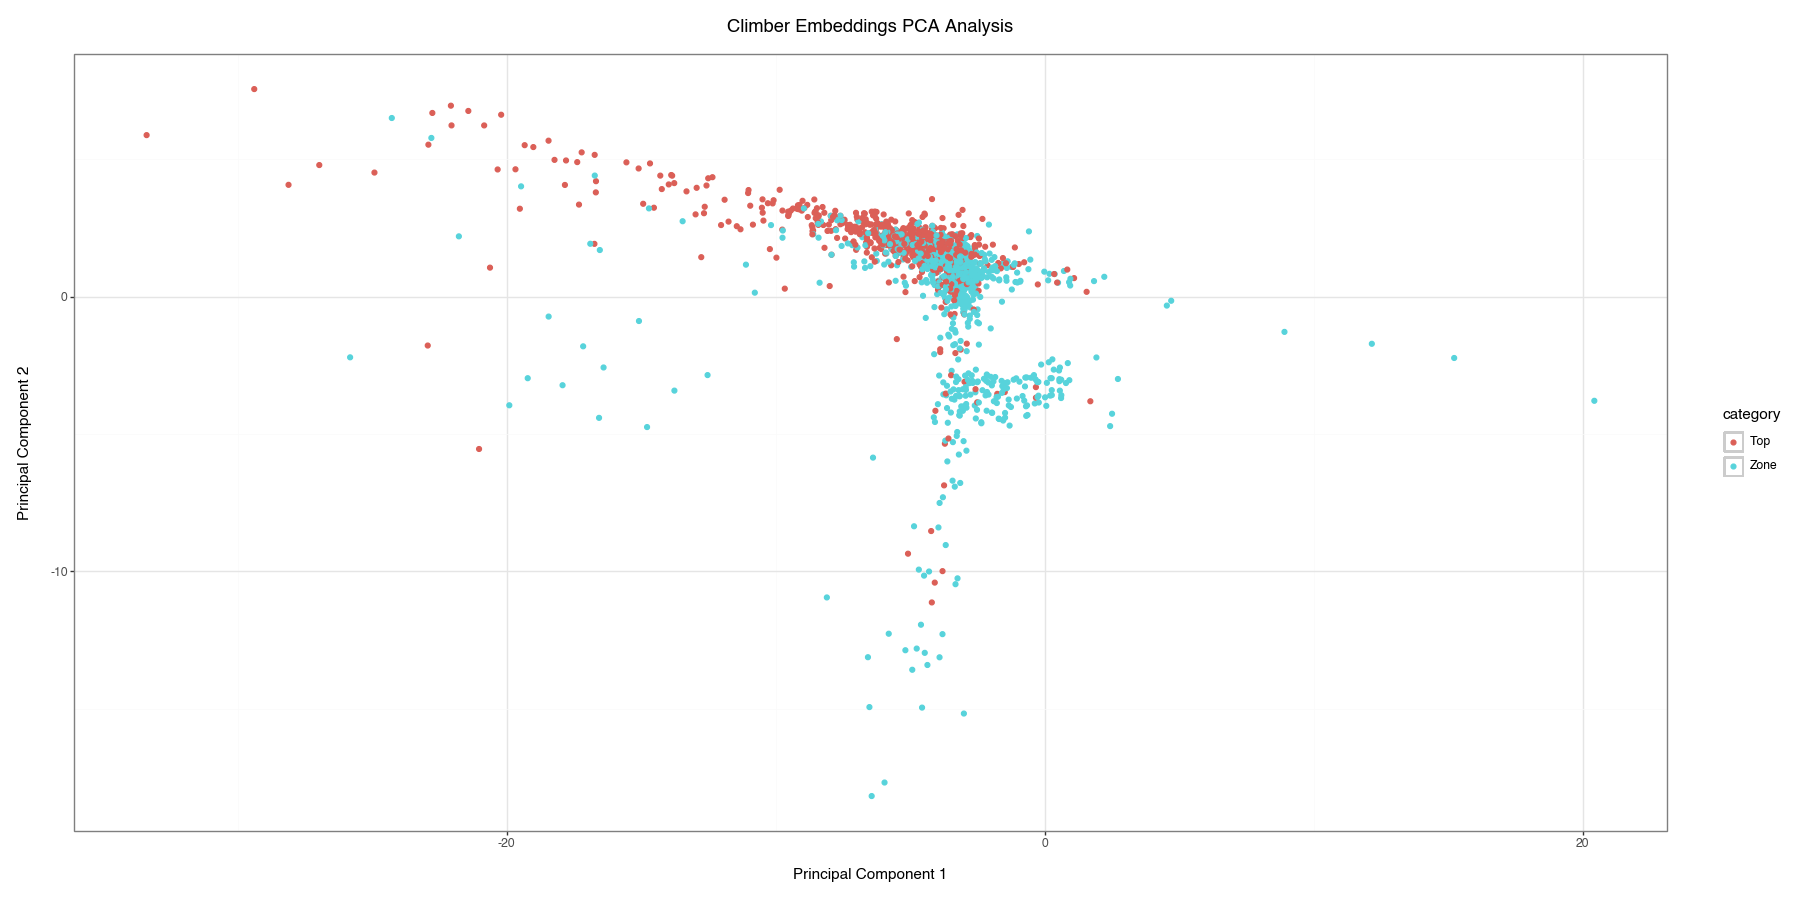 Climber Embeddings PCA Analysis
0
-10
Principal Component 2
-20
0
20
Principal Component 1
category
Top
Zone